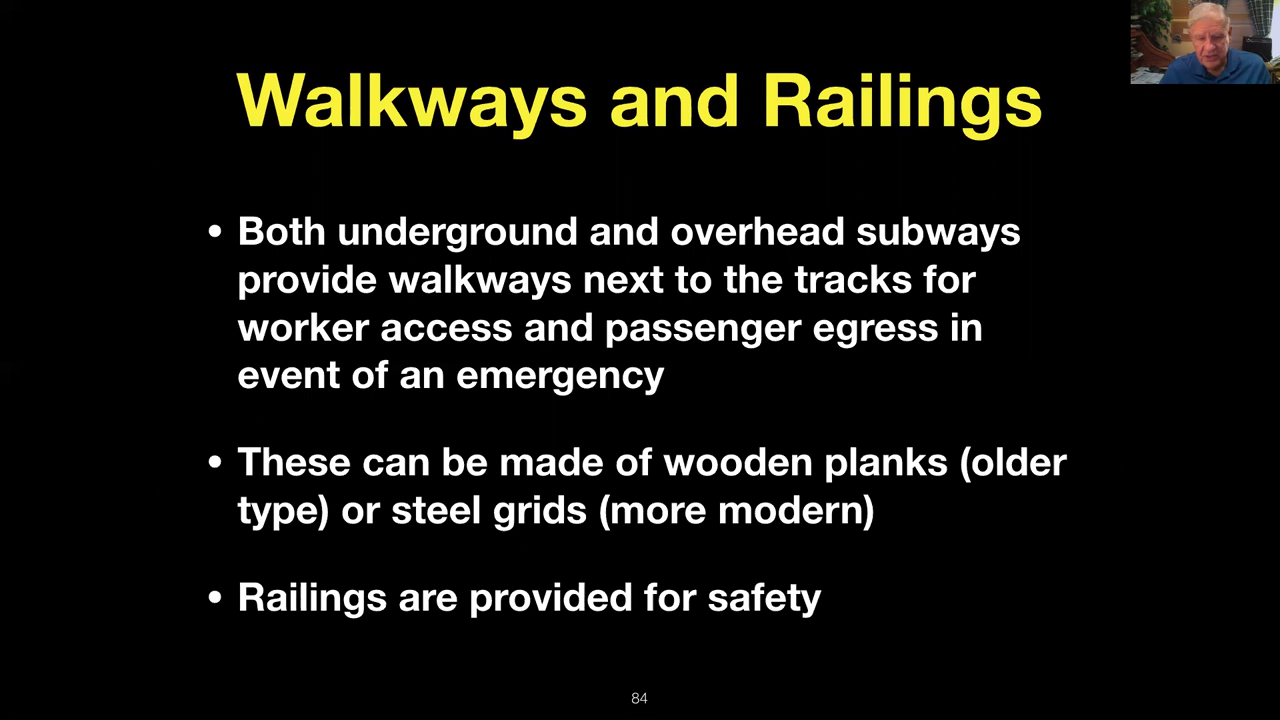 Walkways and Railings
• Both underground and overhead subways
provide walkways next to the tracks for
worker access and passenger egress in
event of an emergency
• These can be made of wooden planks (older
type) or steel grids (more modern)
• Railings are provided for safety
84